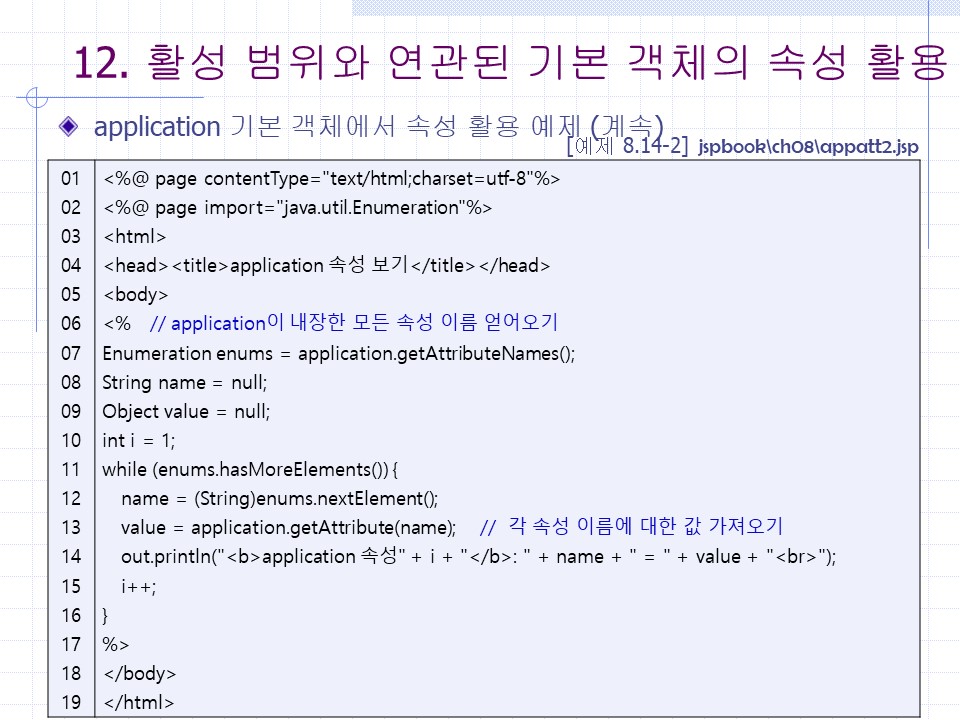 12. 활성 범위와 연관된 기본 객체의 속성 활용
application 기본 객체에서 속성 활용 예제 (계속)
[예제 8.14-2] jspbook\ch08\appatt2.jsp
01 <%@ page contentType="text/html;charset=utf-8"%>
02 <%@ page import="java.util.Enumeration"%>
03 <html>
04 <head><title>application 속성 보기</title></head>
05 <body>
06 <% // application이 내장한 모든 속성 이름 얻어오기
07 Enumeration enums = application.getAttributeNames();
08 String name = null;
09 Object value = null;
10 int i = 1;
11 while (enums.hasMoreElements()) {
12 name = (String)enums.nextElement();
13 value = application.getAttribute(name); // 각 속성 이름에 대한 값 가져오기
14 out.println("<b>application 속성" + i + "</b>: " + name + " = " + value + "<br>");
15 i++;
16 }
17 %>
18 </body>
19 </html>